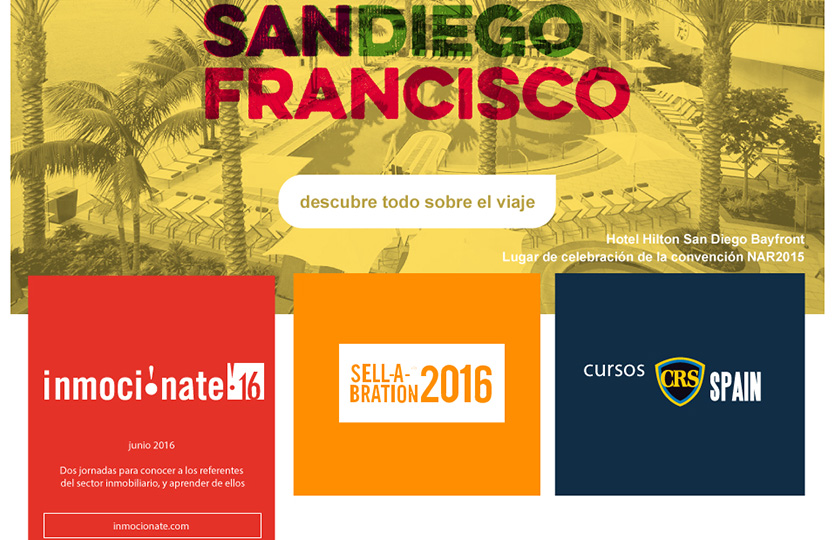 SANDIEGO
FRANCISCO
descubre todo sobre el viaje
Hotel Hilton San Diego Bayfront
Lugar de celebración de la convención NAR2015
inmoci!nate!16
junio 2016
Dos jornadas para conocer a los referentes
del sector inmobiliario, y aprender de ellos
inmocionate.com
SELL-A-
BRATION 2016
cursos CRS SPAIN